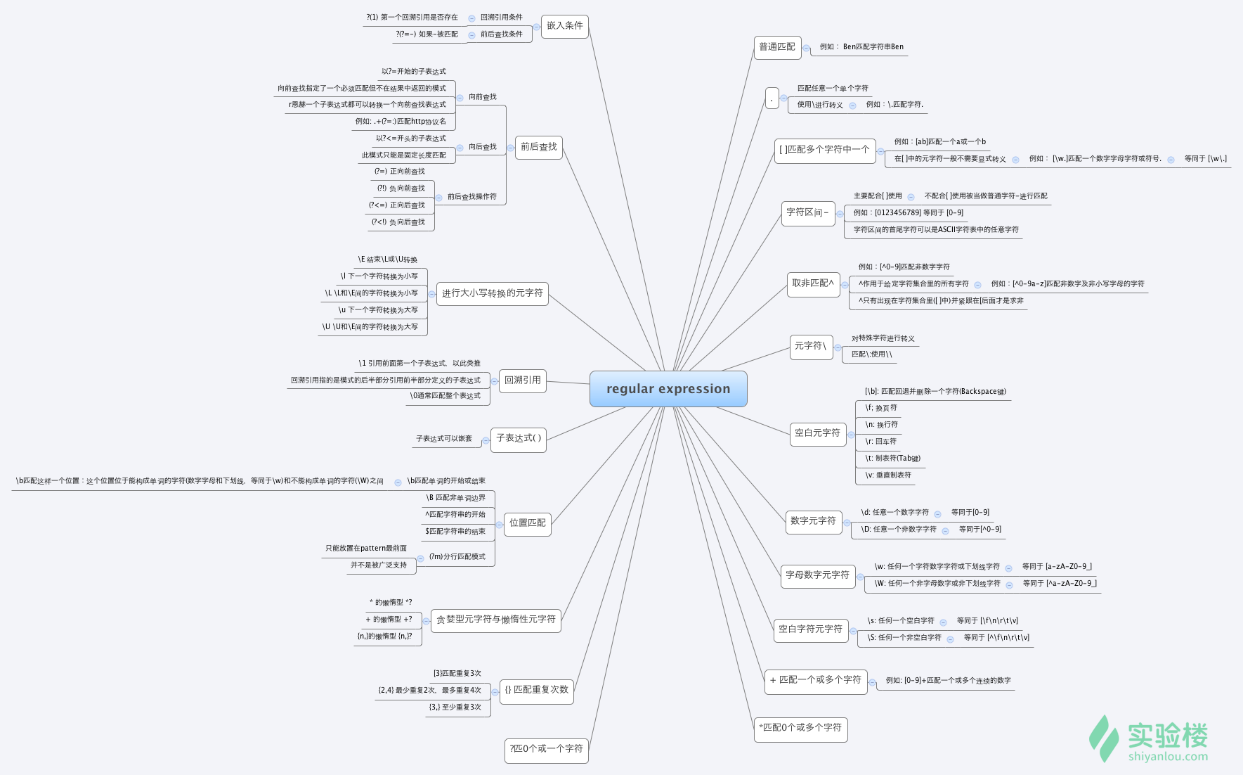 regular expression
普通匹配
例如： Ben匹配字符串Ben
.
匹配任意一个单个字符
使用\进行转义
例如：\.匹配字符.
[ ]匹配多个字符中一个
例如：[ab]匹配一个a或一个b
在[ ]中的元字符一般不需要显式转义
例如： [\w.]匹配一个数字字母字符或符号.
等同于 [\w\.]
字符区间-
主要配合[ ]使用
不配合[ ]使用被当做普通字符-进行匹配
例如：[0123456789] 等同于 [0-9]
字符区间的首尾字符可以是ASCII字符表中的任意字符
取非匹配^
例如：[^0-9]匹配非数字字符
^作用于给定字符集合里的所有字符
例如：[^0-9a-z)匹配非数字及非小写字母的字符
^只有出现在字符集合里([ ]中)并紧跟在[后面才是求非
元字符\
对特殊字符进行转义
匹配\:使用\\
空白元字符
[\b]: 匹配回退并删除一个字符(Backspace键)
\f: 换页符
\n: 换行符
\r: 回车符
\t: 制表符(Tab键)
\v: 垂直制表符
数字元字符
\d: 任意一个数字字符
等同于[0-9]
\D: 任意一个非数字字符
等同于[^0-9]
字母数字元字符
\w: 任何一个字符数字字符或下划线字符
等同于 [a-zA-Z0-9_]
\W: 任何一个非字母数字或非下划线字符
等同于 [^a-zA-Z0-9_]
空白字符元字符
\s: 任何一个空白字符
等同于 [\f\n\r\t\v]
\S: 任何一个非空白字符
等同于 [^\f\n\r\t\v]
+ 匹配一个或多个字符
例如: [0-9]+匹配一个或多个连续的数字
*匹配0个或多个字符
嵌入条件
回溯引用条件
?(1) 第一个回溯引用是否存在
前后查找条件
?(?=-) 如果-被匹配
前后查找
向前查找
以?=开始的子表达式
向前查找指定了一个必须匹配但不在结果中返回的模式
一个子表达式都可以转换一个向前查找表达式
例如: .+(?=:)匹配http协议名
向后查找
以?<=开头的子表达式
此模式只能是固定长度匹配
前后查找操作符
(?=) 正向前查找
(?!) 负向前查找
(?<=) 正向后查找
(?<!) 负向后查找
进行大小写转换的元字符
\E 结束\L或\U转换
\l 下一个字符转换为小写
\L \L和\E间的字符转换为小写
\u 下一个字符转换为大写
\U \U和\E间的字符转换为大写
回溯引用
\1 引用前面第一个子表达式，以此类推
回溯引用指的是模式的后半部分引用前半部分定义的子表达式
\0通常匹配整个表达式
子表达式( )
子表达式可以嵌套
位置匹配
\b匹配单词的开始或结束
\b匹配这样一个位置：这个位置位于能构成单词的字符(数字字母和下划线，等同于\w)和不能构成单词的字符(\W)之间
\B 匹配非单词边界
^匹配字符串的开始
$匹配字符串的结束
(?m)分行匹配模式
只能放置在pattern最前面
并不是被广泛支持
贪婪型元字符与懒惰性元字符
* 的懒惰型 *?
+ 的懒惰型 +?
{n,}的懒惰型 {n,}?
{} 匹配重复次数
{3}匹配重复3次
{2,4} 最少重复2次，最多重复4次
{3,} 至少重复3次
?匹0个或一个字符
实验楼
shiyanlou.com